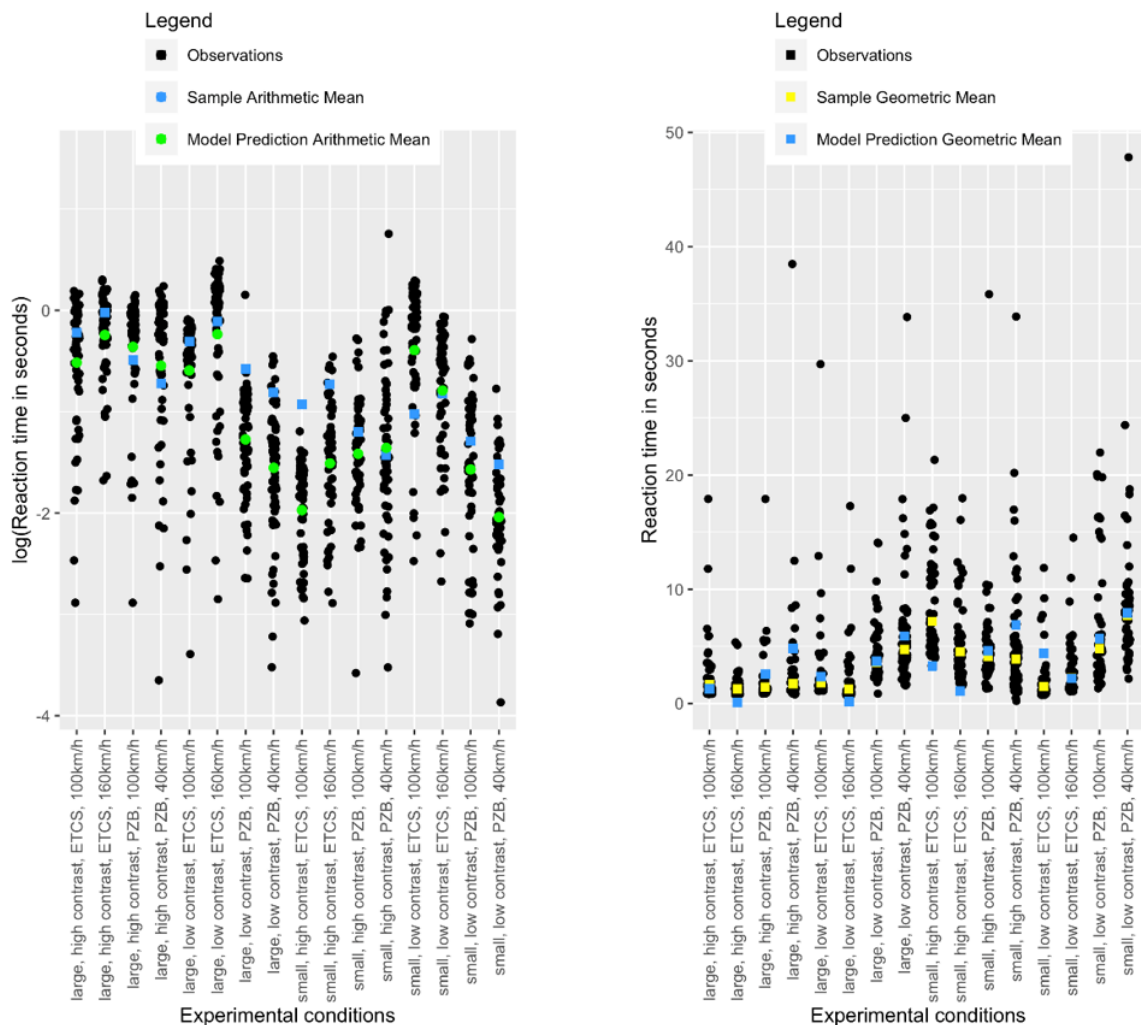 Legend
Observations
Sample Arithmetic Mean
Model Prediction Arithmetic Mean
log(Reaction time in seconds)
0
-2
-4
large, high contrast, ETCS, 100km/h
large, high contrast, ETCS, 160km/h
large, high contrast, PZB, 100km/h
large, high contrast, PZB, 40km/h
large, low contrast, ETCS, 100km/h
large, low contrast, ETCS, 160km/h
large, low contrast, PZB, 100km/h
large, low contrast, PZB, 40km/h
small, high contrast, ETCS, 100km/h
small, high contrast, ETCS, 160km/h
small, high contrast, PZB, 100km/h
small, high contrast, PZB, 40km/h
small, low contrast, ETCS, 100km/h
small, low contrast, ETCS, 160km/h
small, low contrast, PZB, 100km/h
small, low contrast, PZB, 40km/h
Experimental conditions
Legend
Observations
Sample Geometric Mean
Model Prediction Geometric Mean
Reaction time in seconds
50
40
30
20
10
0
large, high contrast, ETCS, 100km/h
large, high contrast, ETCS, 160km/h
large, high contrast, PZB, 100km/h
large, high contrast, PZB, 40km/h
large, low contrast, ETCS, 100km/h
large, low contrast, ETCS, 160km/h
large, low contrast, PZB, 100km/h
large, low contrast, PZB, 40km/h
small, high contrast, ETCS, 100km/h
small, high contrast, ETCS, 160km/h
small, high contrast, PZB, 100km/h
small, high contrast, PZB, 40km/h
small, low contrast, ETCS, 100km/h
small, low contrast, ETCS, 160km/h
small, low contrast, PZB, 100km/h
small, low contrast, PZB, 40km/h
Experimental conditions